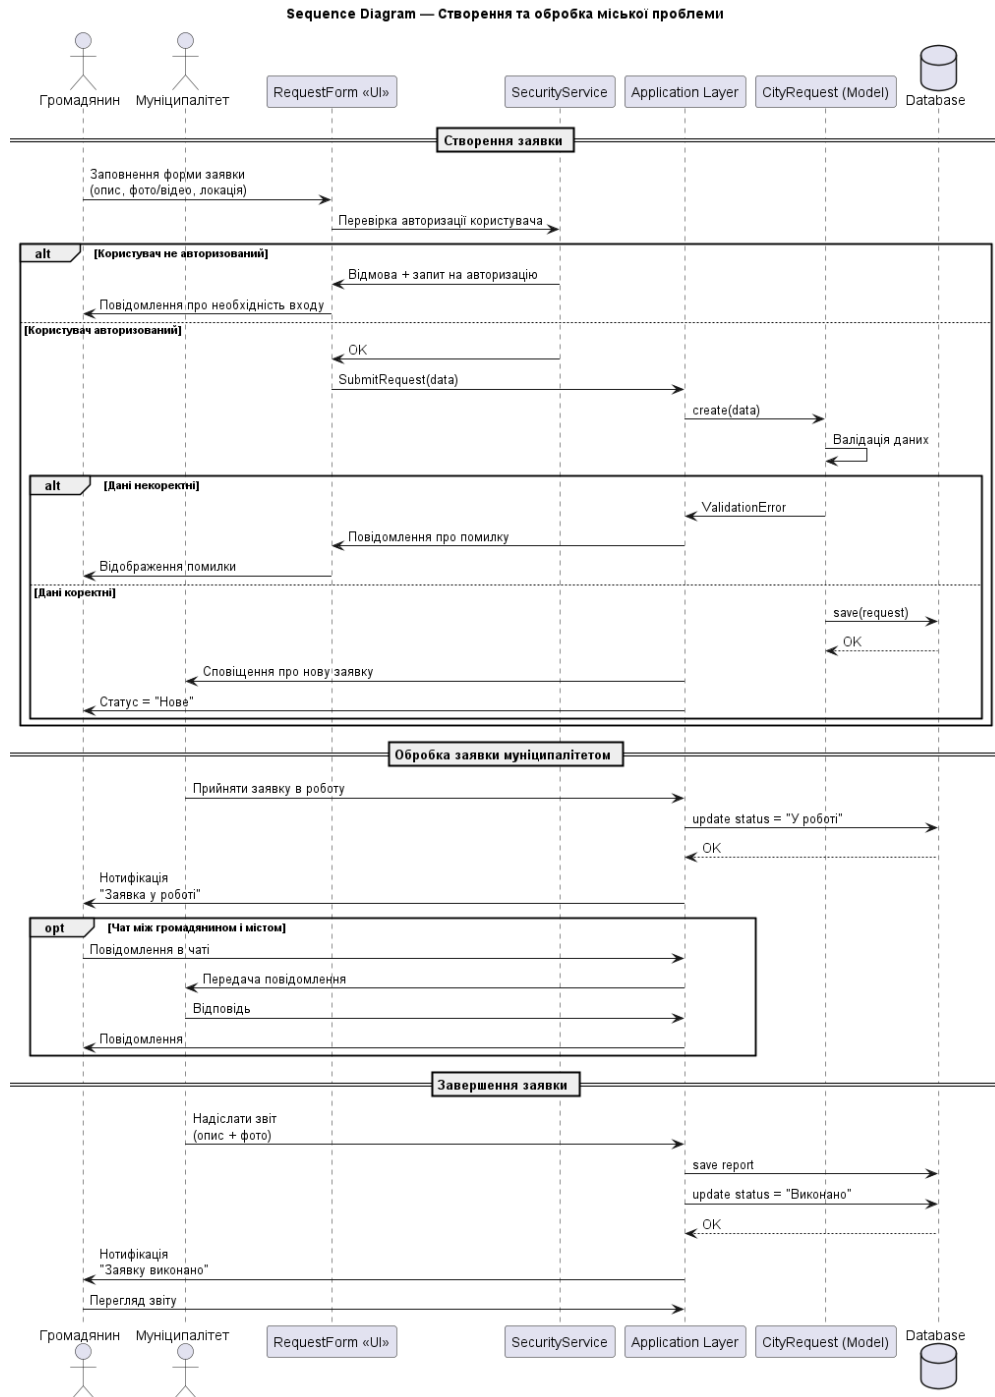 Sequence Diagram — Створення та обробка міської проблеми
Громадянин
Муніципалітет
RequestForm «UI»
SecurityService
Application Layer
CityRequest (Model)
Database
Створення заявки
Заповнення форми заявки
(опис, фото/відео, локація)
Перевірка авторизації користувача
alt
[Користувач не авторизований]
Відмова + запит на авторизацію
Повідомлення про необхідність входу
[Користувач авторизований]
OK
SubmitRequest(data)
create(data)
Валідація даних
alt
[Дані некоректні]
ValidationError
Повідомлення про помилку
Відображення помилки
[Дані коректні]
save(request)
OK
Сповіщення про нову заявку
Статус = "Нове"
Обробка заявки муніципалітетом
Прийняти заявку в роботу
update status = "У роботі"
OK
Нотифікація
"Заявка у роботі"
opt
[Чат між громадянином і містом]
Повідомлення в чаті
Передача повідомлення
Відповідь
Повідомлення
Завершення заявки
Надіслати звіт
(опис + фото)
save report
update status = "Виконано"
OK
Нотифікація
"Заявку виконано"
Перегляд звіту
Громадянин
Муніципалітет
RequestForm «UI»
SecurityService
Application Layer
CityRequest (Model)
Database